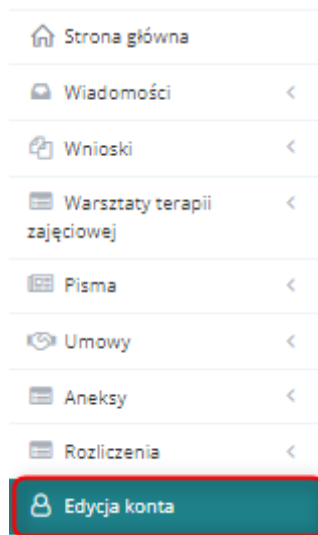 Strona główna
Wiadomości
Wnioski
Warsztaty terapii
zajęciowej
Pisma
Umowy
Aneksy
Rozliczenia
Edycja konta